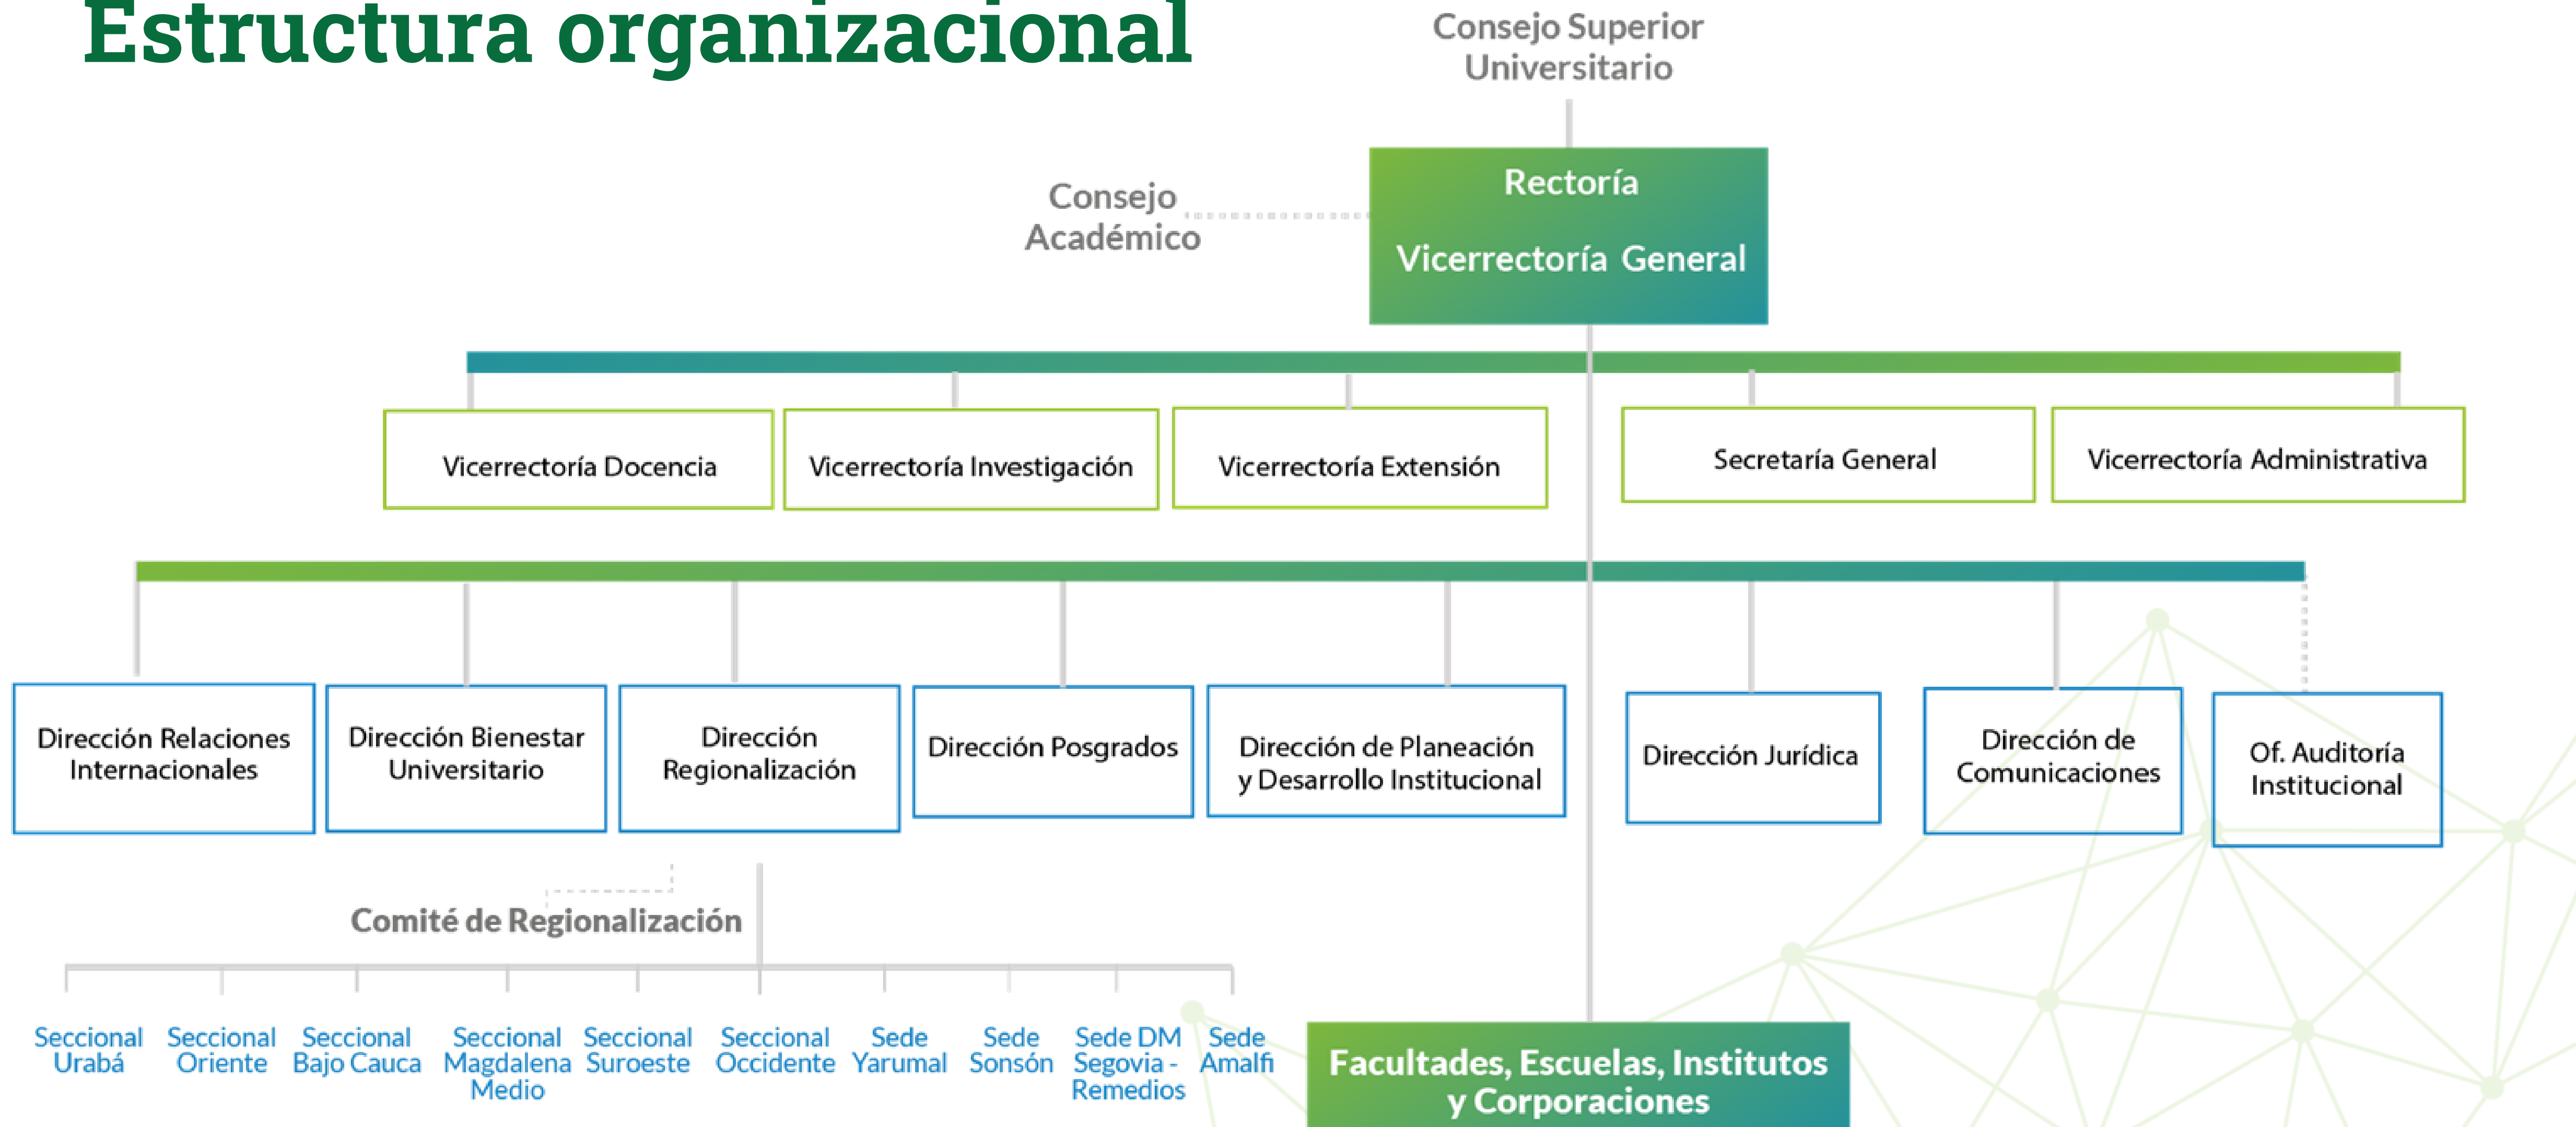 Estructura organizacional
Consejo Superior
Universitario
Consejo
Académico
Rectoría
Vicerrectoría General
Vicerrectoría Docencia
Vicerrectoría Investigación
Vicerrectoría Extensión
Secretaría General
Vicerrectoría Administrativa
Dirección Relaciones
Internacionales
Dirección Bienestar
Universitario
Dirección
Regionalización
Dirección Posgrados
Dirección de Planeación
y Desarrollo Institucional
Dirección Jurídica
Dirección de
Comunicaciones
Of. Auditoría
Institucional
Comité de Regionalización
Seccional
Urabá
Seccional
Oriente
Seccional
Bajo Cauca
Seccional
Magdalena
Medio
Seccional
Suroeste
Seccional
Occidente
Sede
Yarumal
Sede
Sonsón
Sede DM
Segovia -
Remedios
Sede
Amalfi
Facultades, Escuelas, Institutos
y Corporaciones